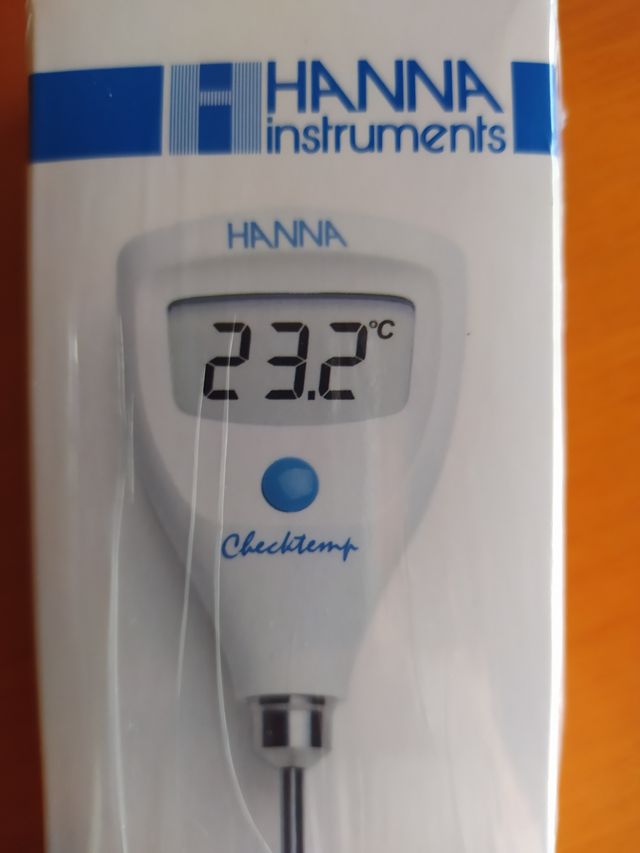 HANNA
instruments
HANNA
23.2 °C
Checktemp